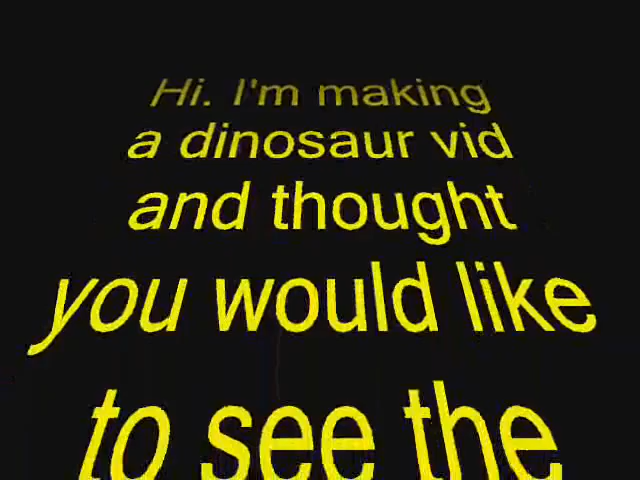 Hi. I'm making
a dinosaur vid
and thought
you would like
to see the